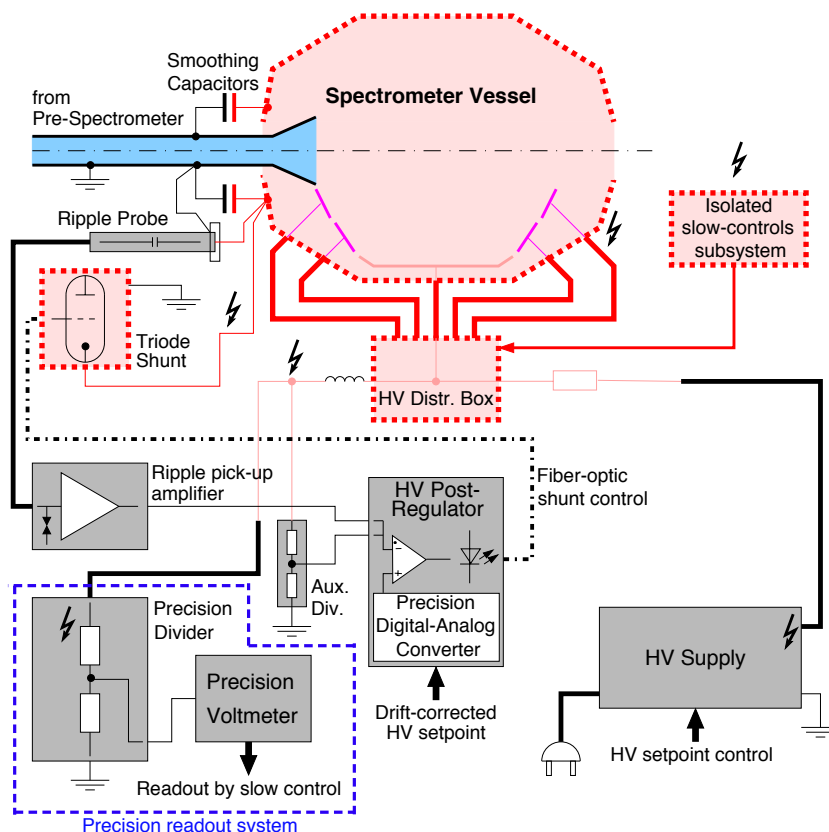 Smoothing
Capacitors
from
Pre-Spectrometer
Spectrometer Vessel
Ripple Probe
Isolated
slow-controls
subsystem
Triode
Shunt
HV Distr. Box
Ripple pick-up
amplifier
HV Post-
Regulator
Fiber-optic
shunt control
Aux.
Div.
Precision
Digital-Analog
Converter
Precision
Divider
Precision
Voltmeter
HV Supply
Drift-corrected
HV setpoint
HV setpoint control
Readout by slow control
Precision readout system